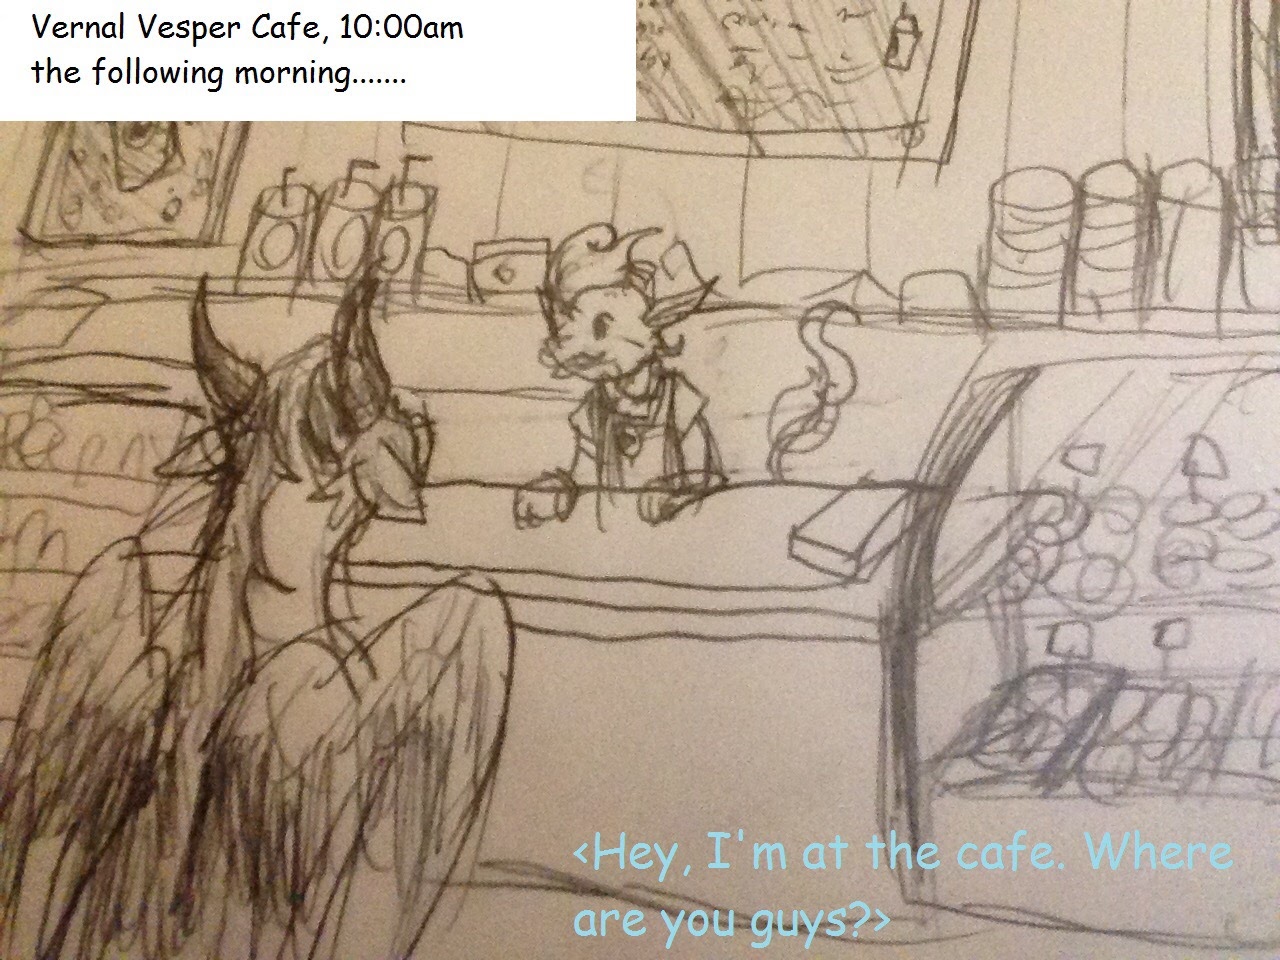 Vernal Vesper Cafe, 10:00am
the following morning.......
<Hey, I'm at the cafe. Where
are you guys?>